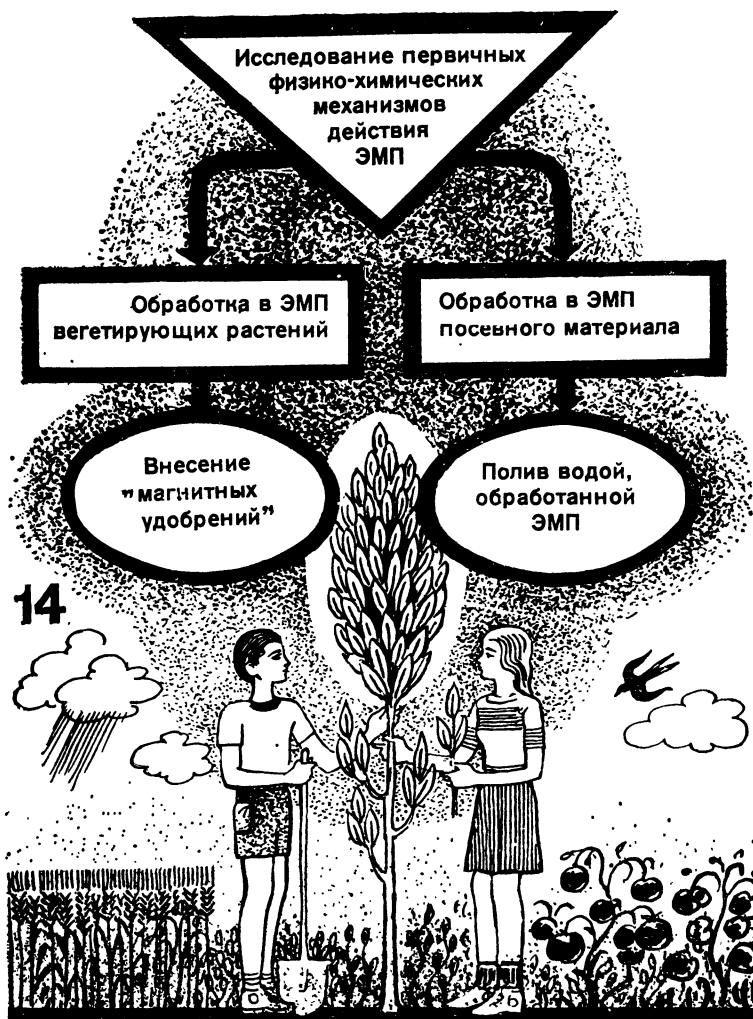 Исследование первичных
физико-химических
механизмов
действия
ЭМП
Обработка в ЭМП
вегетирующих растений
Обработка в ЭМП
посевного материала
Внесение
"магнитных
удобрений"
Полив водой,
обработанной
ЭМП
14